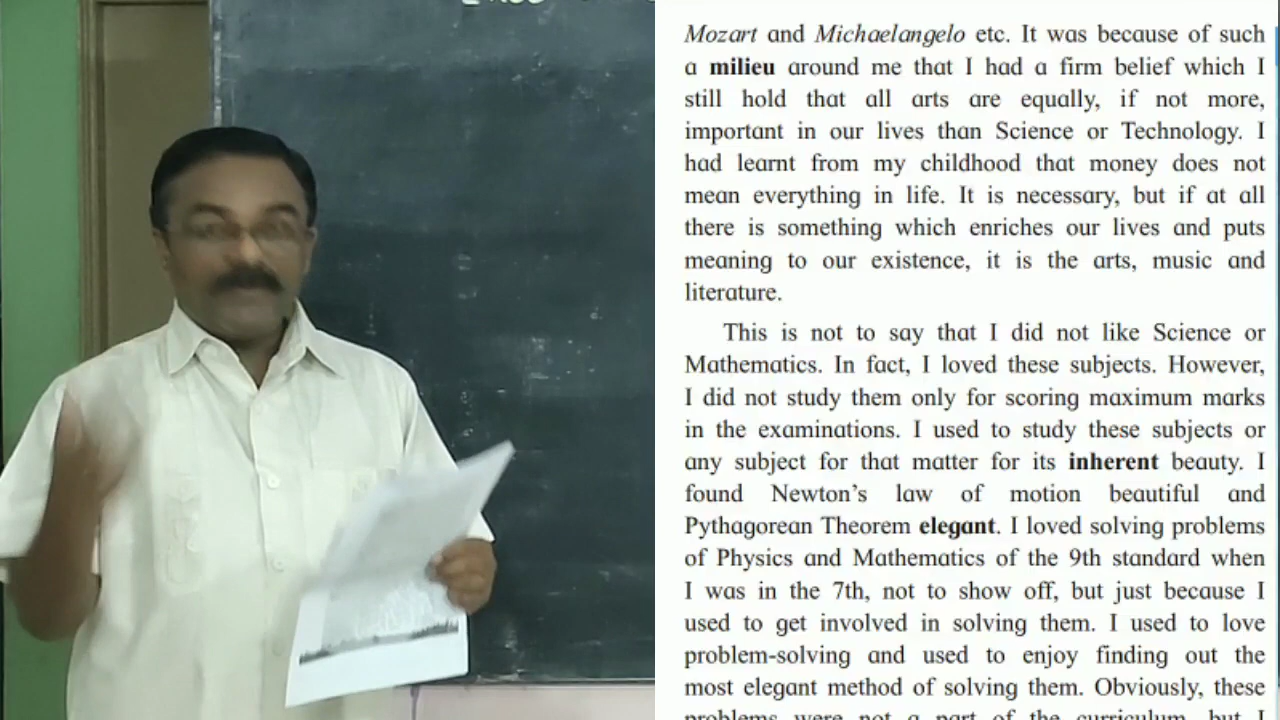 Mozart and Michaelangelo etc. It was because of such
a milieu around me that I had a firm belief which I
still hold that all arts are equally, if not more,
important in our lives than Science or Technology. I
had learnt from my childhood that money does not
mean everything in life. It is necessary, but if at all
there is something which enriches our lives and puts
meaning to our existence, it is the arts, music and
literature.
This is not to say that I did not like Science or
Mathematics. In fact, I loved these subjects. However,
I did not study them only for scoring maximum marks
in the examinations. I used to study these subjects or
any subject for that matter for its inherent beauty. I
found Newton's law of motion beautiful and
Pythagorean Theorem elegant. I loved solving problems
of Physics and Mathematics of the 9th standard when
I was in the 7th, not to show off, but just because I
used to get involved in solving them. I used to love
problem-solving and used to enjoy finding out the
most elegant method of solving them. Obviously, these
problems were not a part of the curriculum, but I